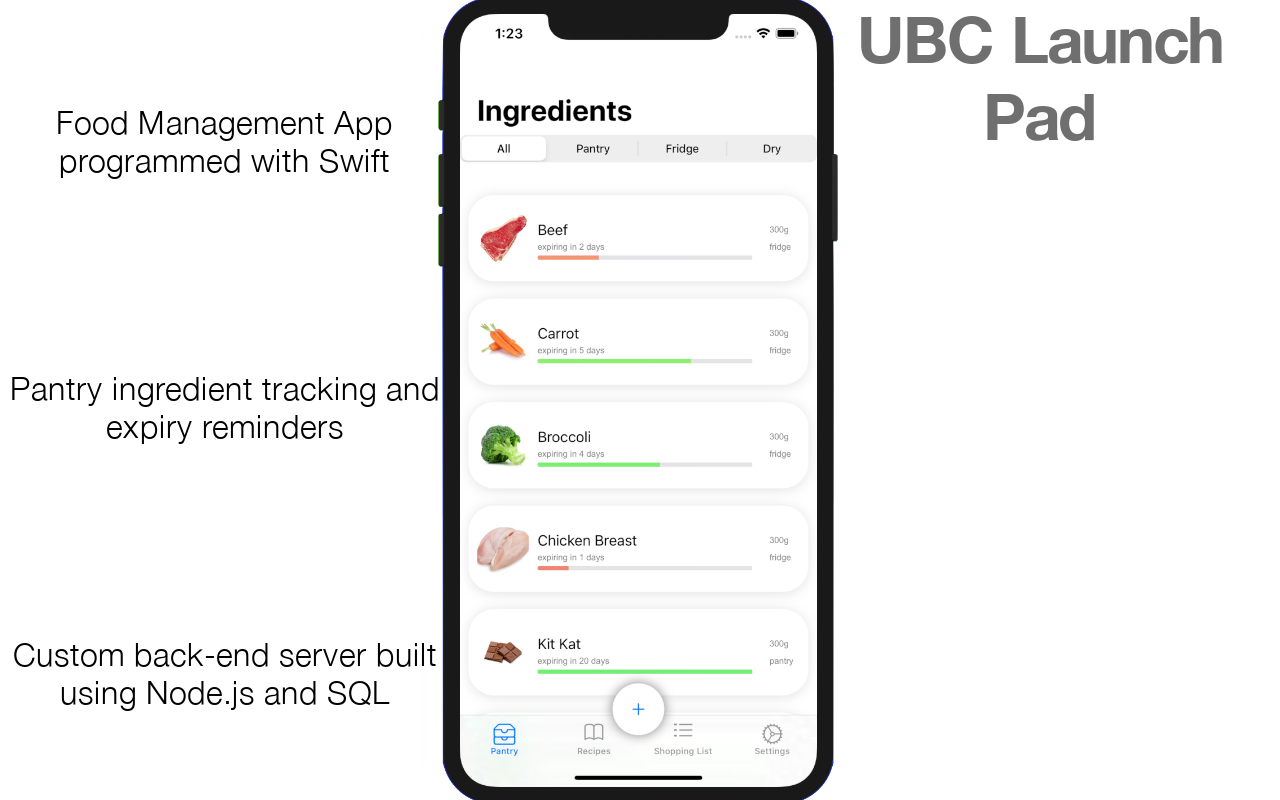 UBC Launch
Pad
Food Management App
programmed with Swift
Pantry ingredient tracking and
expiry reminders
Custom back-end server built
using Node.js and SQL
1:23
Ingredients
All Pantry Fridge Dry
Beef 300g
expiring in 2 days fridge
Carrot 300g
expiring in 5 days fridge
Broccoli 300g
expiring in 4 days fridge
Chicken Breast 300g
expiring in 1 days fridge
Kit Kat 300g
expiring in 20 days pantry
+
Pantry Recipes Shopping List Settings